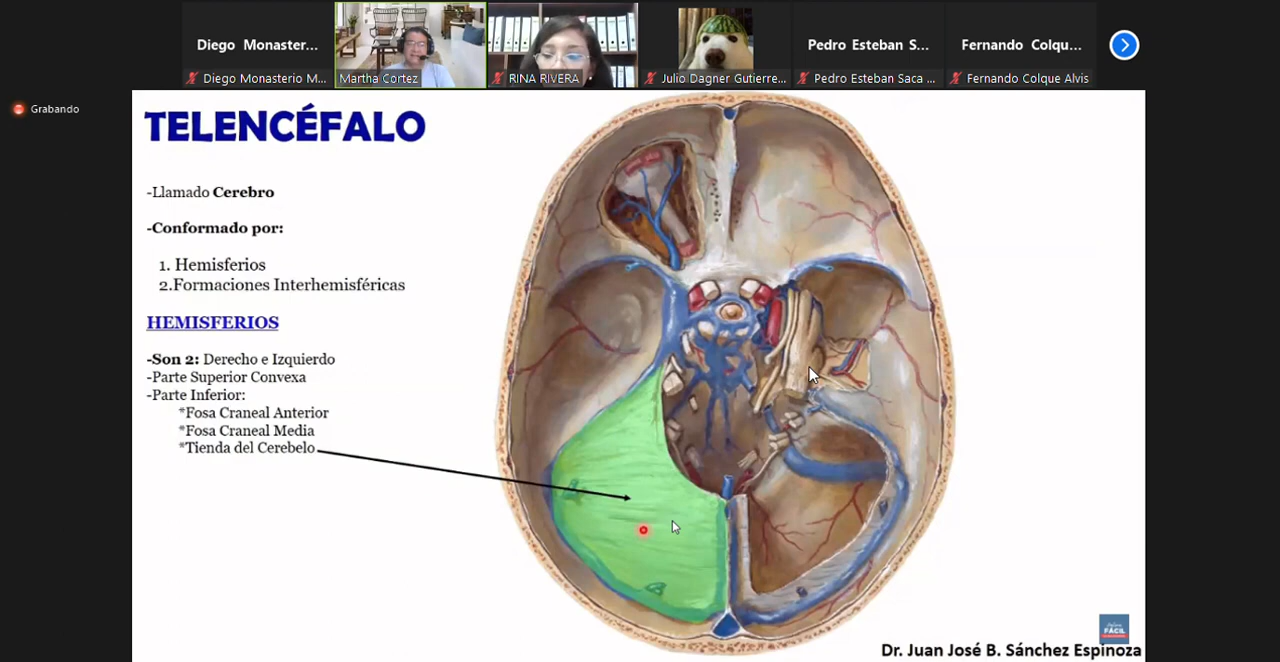 Diego Monaster...
Pedro Esteban S...
Fernando Colqu...
Diego Monasterio M...
Martha Cortez
RINA RIVERA
Julio Dagner Gutierre...
Pedro Esteban Saca ...
Fernando Colque Alvis
Grabando
TELENCÉFALO
-Llamado Cerebro
-Conformado por:
1. Hemisferios
2.Formaciones Interhemisféricas
HEMISFERIOS
-Son 2: Derecho e Izquierdo
-Parte Superior Convexa
-Parte Inferior:
*Fosa Craneal Anterior
*Fosa Craneal Media
*Tienda del Cerebelo
FÁCIL
Dr. Juan José B. Sánchez Espinoza